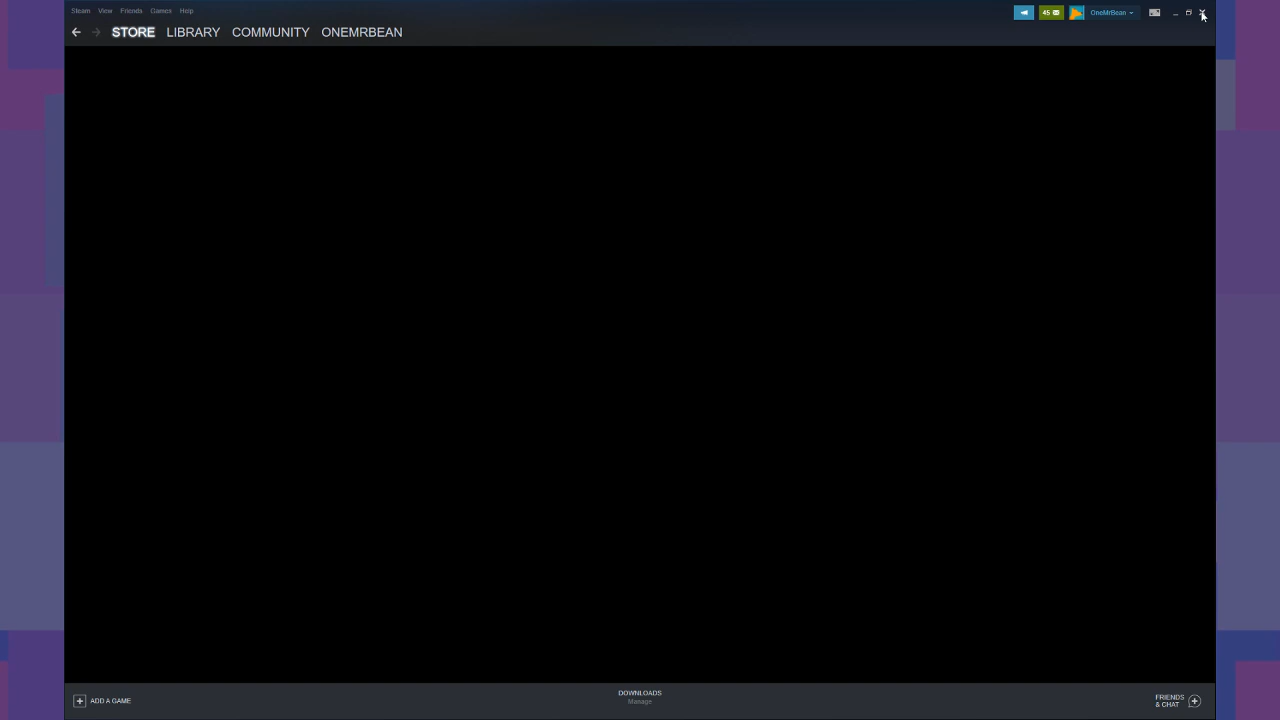 Steam View Friends Games Help
45 OneMrBean
STORE LIBRARY COMMUNITY ONEMRBEAN
ADD A GAME
DOWNLOADS
Manage
FRIENDS
& CHAT